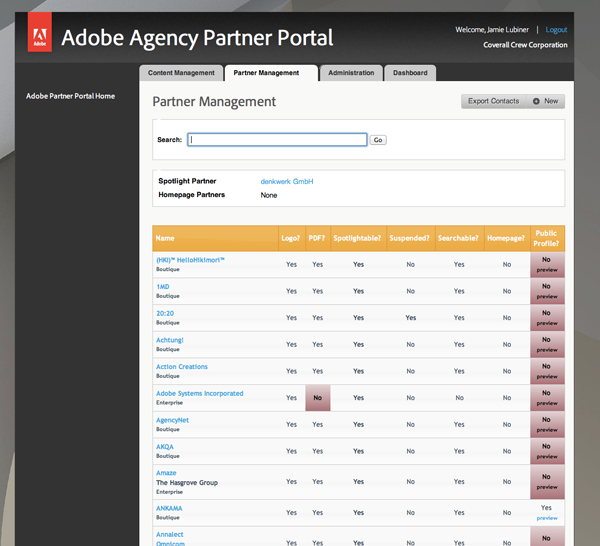 Adobe
Adobe Agency Partner Portal
Welcome, Jamie Lubiner | Logout
Coverall Crew Corporation
Content Management Partner Management Administration Dashboard
Adobe Partner Portal Home
Partner Management
Export Contacts New
Search: Go
Spotlight Partner denkwerk GmbH
Homepage Partners None
Name Logo? PDF? Spotlightable? Suspended? Searchable? Homepage? Public Profile?
(HKI)™ HelloHikimori™ Yes Yes Yes No Yes No No
Boutique preview
1MD Yes Yes Yes No Yes No No
Boutique preview
20:20 Yes Yes Yes Yes Yes No No
Boutique preview
Achtung! Yes Yes Yes No Yes No No
Boutique preview
Action Creations Yes Yes Yes No Yes No No
Boutique preview
Adobe Systems Incorporated Yes No Yes No No No No
Enterprise preview
AgencyNet Yes Yes Yes No Yes No No
Boutique preview
AKQA Yes Yes Yes No Yes No No
Boutique preview
Amaze Yes Yes Yes No Yes No No
The Hasgrove Group preview
Enterprise
ANKAMA Yes Yes Yes No Yes No Yes
Boutique preview
Annalect Yes Yes Yes No Yes No No
Omnicom